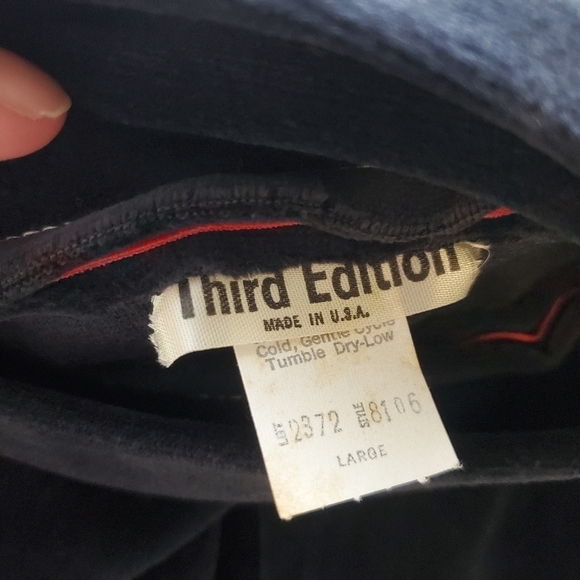 Third Edition
MADE IN U.S.A.
Cold, Gentle Cycle
Tumble Dry-Low
LOT 2372 STYLE 8106
LARGE